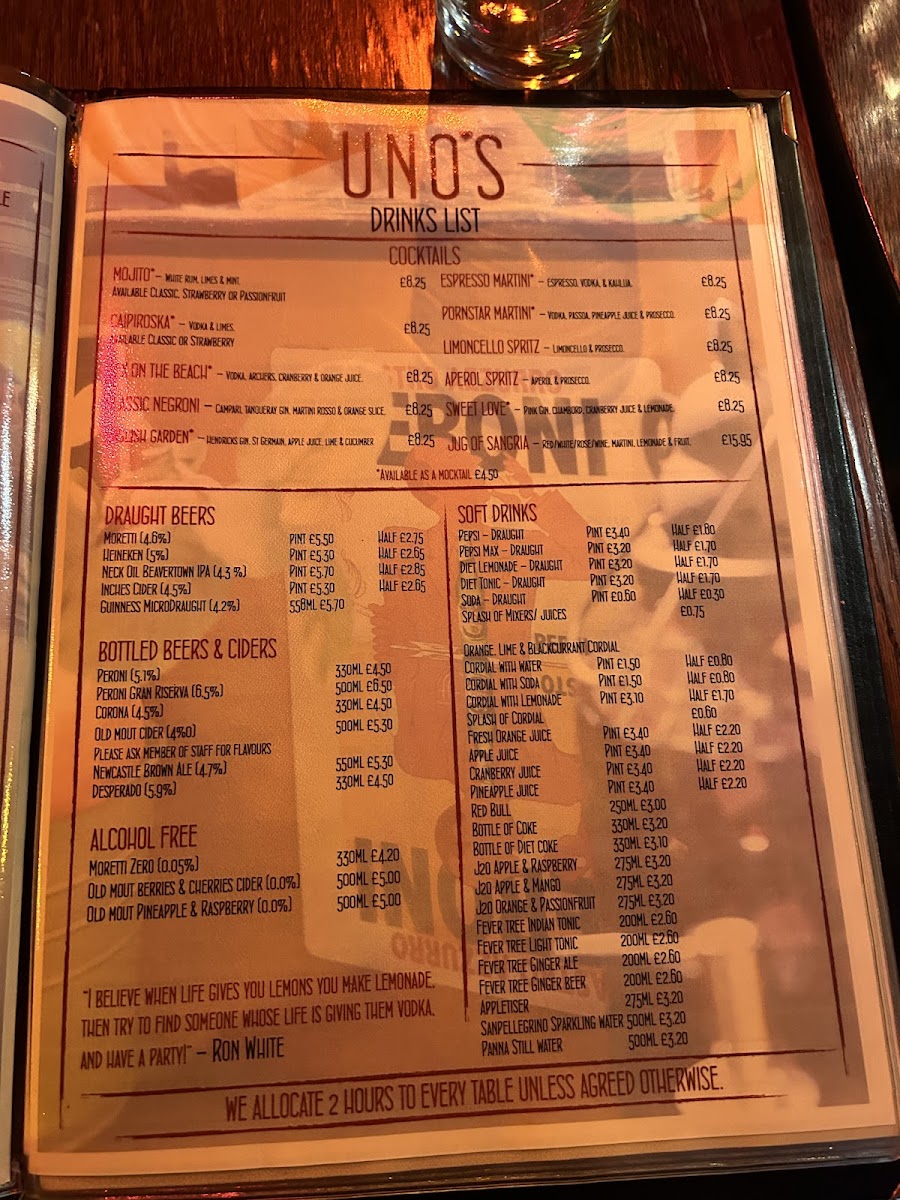 LE
UNO'S
DRINKS LIST
COCKTAILS
MOJITO* – WHITE RUM, LIMES & MINT. £8.25
AVAILABLE CLASSIC, STRAWBERRY OR PASSIONFRUIT
CAIPIROSKA* – VODKA & LIMES. £8.25
AVAILABLE CLASSIC OR STRAWBERRY
ON THE BEACH* – VODKA, ARCHERS, CRANBERRY & ORANGE JUICE. £8.25
NEGRONI – CAMPARI, TANQUERAY GIN, MARTINI ROSSO & ORANGE SLICE. £8.25
GARDEN* – HENDRICKS GIN, ST GERMAIN, APPLE JUICE, LIME & CUCUMBER £8.25
ESPRESSO MARTINI* – ESPRESSO, VODKA, & KAHLUA. £8.25
PORNSTAR MARTINI* – VODKA, PASSOA, PINEAPPLE JUICE & PROSECCO. £8.25
LIMONCELLO SPRITZ – LIMONCELLO & PROSECCO. £8.25
APEROL SPRITZ – APEROL & PROSECCO. £8.25
SWEET LOVE* – PINK GIN, CHAMBORD, CRANBERRY JUICE & LEMONADE. £8.25
JUG OF SANGRIA – RED/WHITE/ROSE/WINE, MARTINI, LEMONADE & FRUIT. £15.95
*AVAILABLE AS A MOCKTAIL £4.50
DRAUGHT BEERS
MORETTI (4.6%) PINT £5.50 HALF £2.75
HEINEKEN (5%) PINT £5.30 HALF £2.65
NECK OIL BEAVERTOWN IPA (4.3 %) PINT £5.70 HALF £2.85
INCHES CIDER (4.5%) PINT £5.30 HALF £2.65
GUINNESS MICRODRAUGHT (4.2%) 558ML £5.70
BOTTLED BEERS & CIDERS
PERONI (5.1%) 330ML £4.50
PERONI GRAN RISERVA (6.5%) 500ML £6.50
CORONA (4.5%) 330ML £4.50
OLD MOUT CIDER (4%0) 500ML £5.30
PLEASE ASK MEMBER OF STAFF FOR FLAVOURS
NEWCASTLE BROWN ALE (4.7%) 550ML £5.30
DESPERADO (5.9%) 330ML £4.50
ALCOHOL FREE
MORETTI ZERO (0.05%) 330ML £4.20
OLD MOUT BERRIES & CHERRIES CIDER (0.0%) 500ML £5.00
OLD MOUT PINEAPPLE & RASPBERRY (0.0%) 500ML £5.00
"I BELIEVE WHEN LIFE GIVES YOU LEMONS YOU MAKE LEMONADE.
THEN TRY TO FIND SOMEONE WHOSE LIFE IS GIVING THEM VODKA,
AND HAVE A PARTY!" – RON WHITE
SOFT DRINKS
PEPSI – DRAUGHT PINT £3.40 HALF £1.80
PEPSI MAX – DRAUGHT PINT £3.20 HALF £1.70
DIET LEMONADE – DRAUGHT PINT £3.20 HALF £1.70
DIET TONIC – DRAUGHT PINT £3.20 HALF £1.70
SODA – DRAUGHT PINT £0.60 HALF £0.30
SPLASH OF MIXERS/ JUICES £0.75
ORANGE, LIME & BLACKCURRANT CORDIAL
CORDIAL WITH WATER PINT £1.50 HALF £0.80
CORDIAL WITH SODA PINT £1.50 HALF £0.80
CORDIAL WITH LEMONADE PINT £3.10 HALF £1.70
SPLASH OF CORDIAL £0.60
FRESH ORANGE JUICE PINT £3.40 HALF £2.20
APPLE JUICE PINT £3.40 HALF £2.20
CRANBERRY JUICE PINT £3.40 HALF £2.20
PINEAPPLE JUICE PINT £3.40 HALF £2.20
RED BULL 250ML £3.00
BOTTLE OF COKE 330ML £3.20
BOTTLE OF DIET COKE 330ML £3.10
J20 APPLE & RASPBERRY 275ML £3.20
J20 APPLE & MANGO 275ML £3.20
J20 ORANGE & PASSIONFRUIT 275ML £3.20
FEVER TREE INDIAN TONIC 200ML £2.60
FEVER TREE LIGHT TONIC 200ML £2.60
FEVER TREE GINGER ALE 200ML £2.60
FEVER TREE GINGER BEER 200ML £2.60
APPLETISER 275ML £3.20
SANPELLEGRINO SPARKLING WATER 500ML £3.20
PANNA STILL WATER 500ML £3.20
WE ALLOCATE 2 HOURS TO EVERY TABLE UNLESS AGREED OTHERWISE.